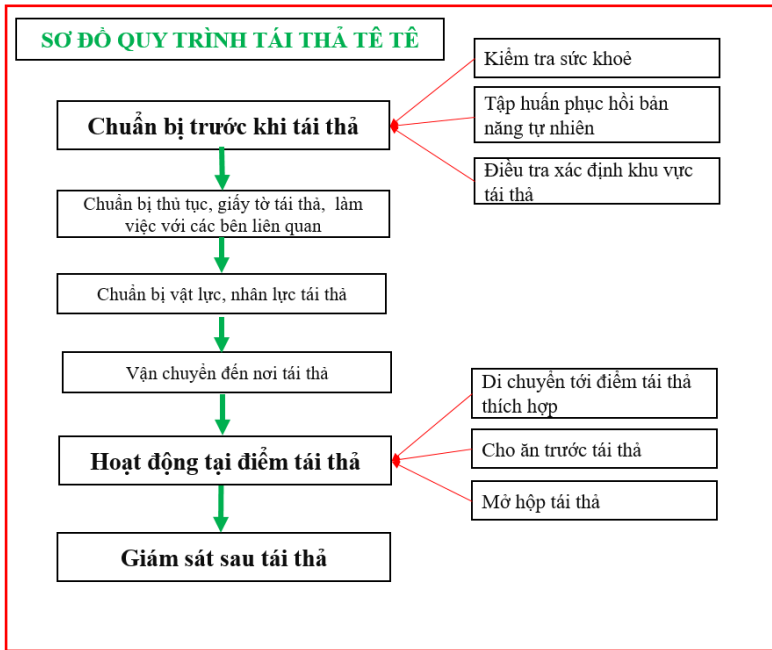 SƠ ĐỒ QUY TRÌNH TÁI THẢ TÊ TÊ
Chuẩn bị trước khi tái thả
Kiểm tra sức khoẻ
Tập huấn phục hồi bản
năng tự nhiên
Điều tra xác định khu vực
tái thả
Chuẩn bị thủ tục, giấy tờ tái thả, làm
việc với các bên liên quan
Chuẩn bị vật lực, nhân lực tái thả
Vận chuyển đến nơi tái thả
Hoạt động tại điểm tái thả
Di chuyển tới điểm tái thả
thích hợp
Cho ăn trước tái thả
Mở hộp tái thả
Giám sát sau tái thả